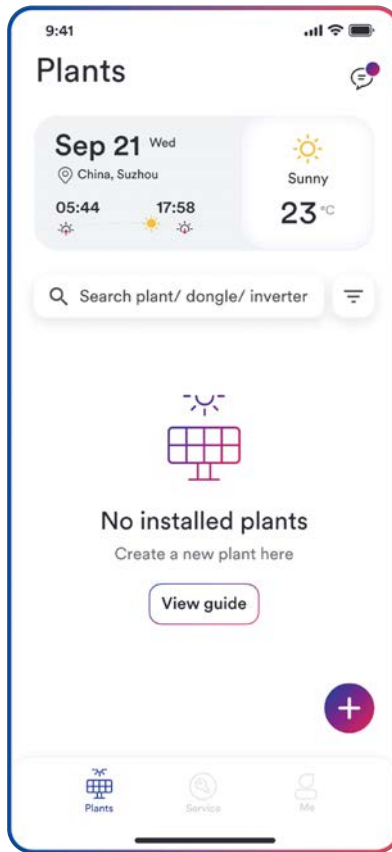 9:41
Plants
Sep 21 Wed
China, Suzhou
05:44 17:58
Sunny
23 °C
Search plant/ dongle/ inverter
No installed plants
Create a new plant here
View guide
Plants Service Me